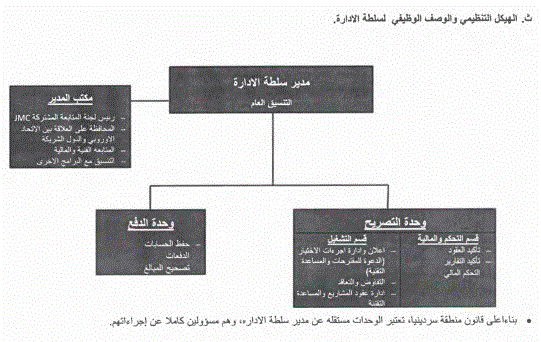 ث. الهيكل التنظيمي والوصف الوظيفي لسلطة الادارة.
مدير سلطة الادارة
التنسيق العام
مكتب المدير
– رئيس لجنة المتابعة المشتركة JMC
– المحافظة على العلاقة بين الاتحاد
الاوروبي والدول الشريكة
– المتابعة الفنية والمالية
– التنسيق مع البرامج الاخرى
وحدة التصريح
قسم التشغيل
– اعلان وادارة اجراءات الاختيار
(الدعوة للمقترحات والمساعدة
التقنية)
– التفاوض والتعاقد
– ادارة عقود المشاريع والمساعدة
التقنية
قسم التحكم والمالية
– تأكيد العقود
– تأكيد التقارير
– التحكم المالي
وحدة الدفع
– حفظ الحسابات
– الدفعات
– تصحيح المبالغ
• بناءاعلى قانون منطقة سردينيا، تعتبر الوحدات مستقله عن مدير سلطة الاداره، وهم مسؤولين كاملا عن إجراءاتهم.